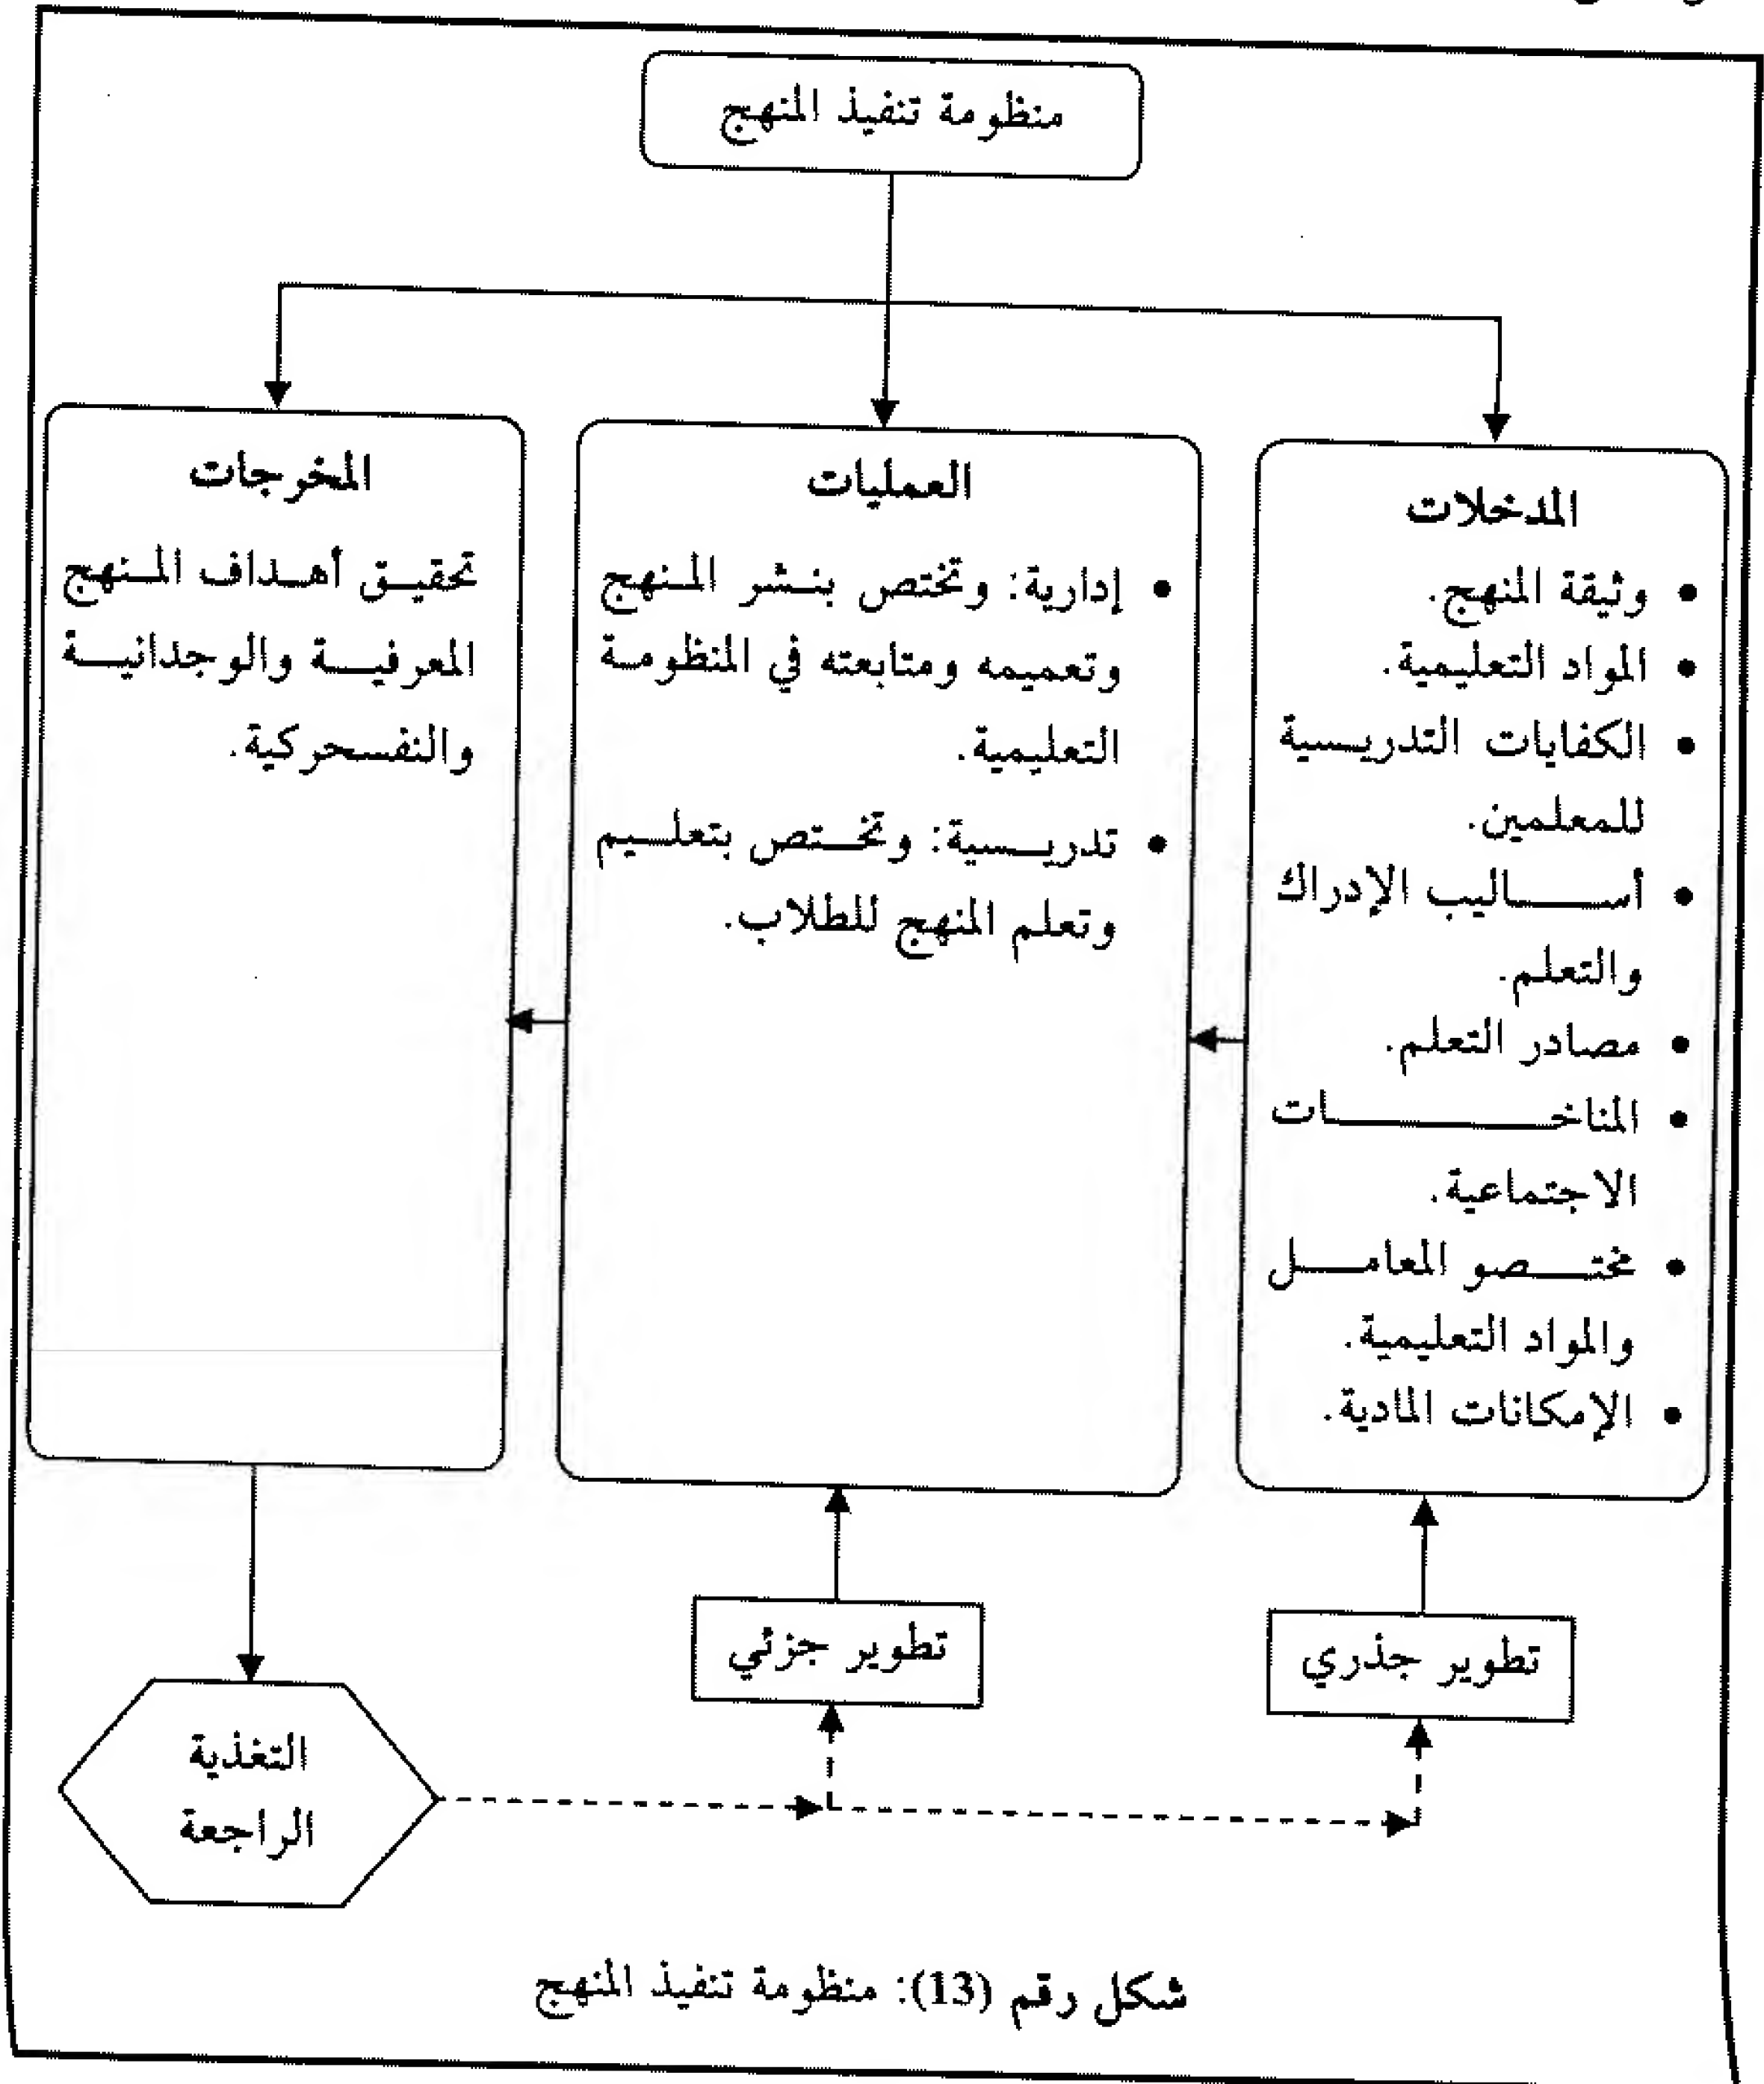 منظومة تنفيذ المنهج
المدخلات
• وثيقة المنهج.
• المواد التعليمية.
• الكفايات التدريسية
للمعلمين.
• أساليب الإدراك
والتعلم.
• مصادر التعلم.
• المناخات
الاجتماعية.
• مختصو المعامل
والمواد التعليمية.
• الإمكانات المادية.
العمليات
• إدارية: وتختص بنشر المنهج
وتعميمه ومتابعته في المنظومة
التعليمية.
• تدريسية: وتختص بتعليم
وتعلم المنهج للطلاب.
المخرجات
تحقيق أهداف المنهج
المعرفية والوجدانية
والنفسحركية.
تطوير جذري
تطوير جزئي
التغذية
الراجعة
شكل رقم (13): منظومة تنفيذ المنهج